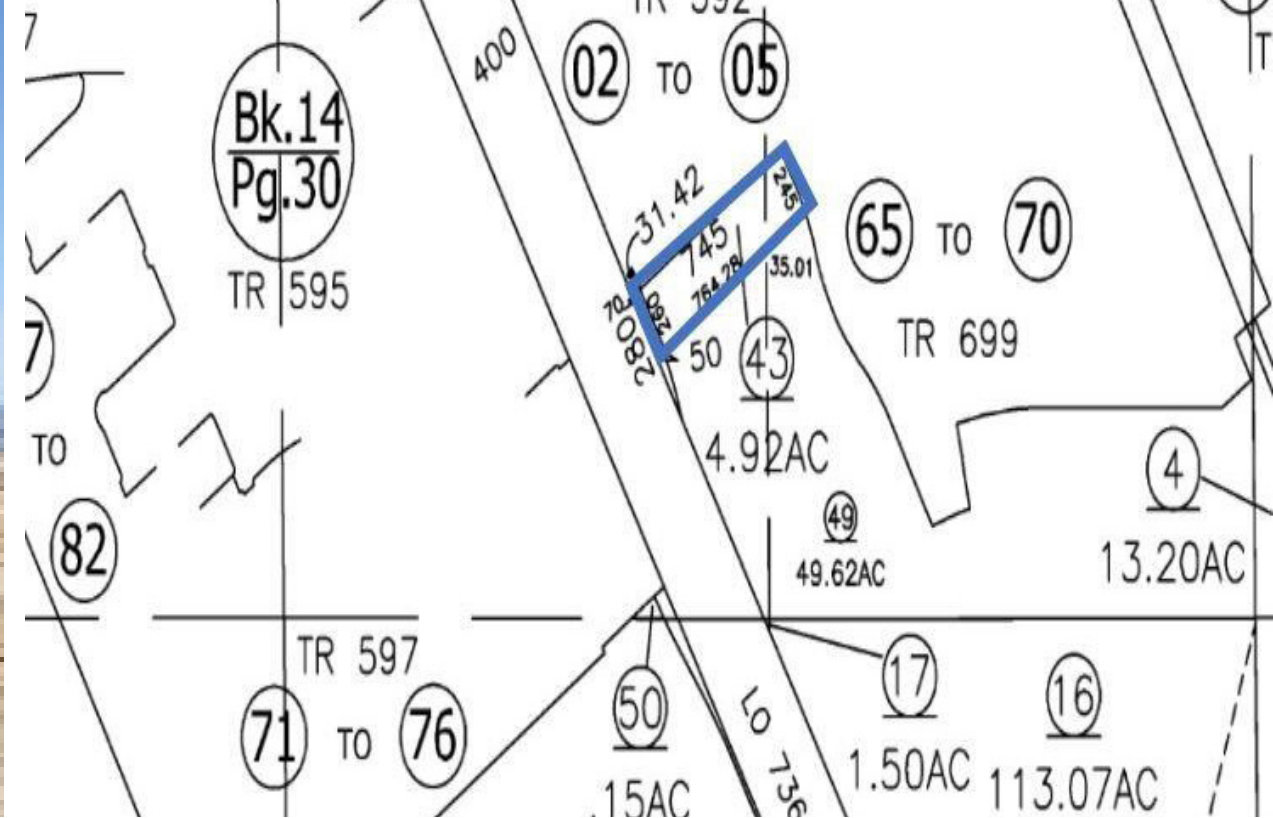 TR 592
400
02 TO 05
Bk.14
Pg.30
TR 595
31.42
745
245
764.28
260
70
280
35.01
50
43
4.92AC
65 TO 70
TR 699
TO
82
49
49.62AC
4
13.20AC
TR 597
71 TO 76
50
.15AC
LO 736
17
1.50AC
16
113.07AC